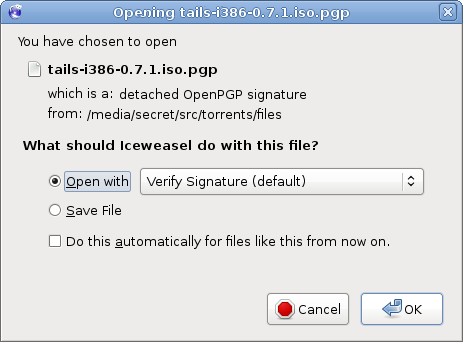 Opening tails-i386-0.7.1.iso.pgp
You have chosen to open
tails-i386-0.7.1.iso.pgp
which is a: detached OpenPGP signature
from: /media/secret/src/torrents/files
What should Iceweasel do with this file?
Open with Verify Signature (default)
Save File
Do this automatically for files like this from now on.
Cancel OK